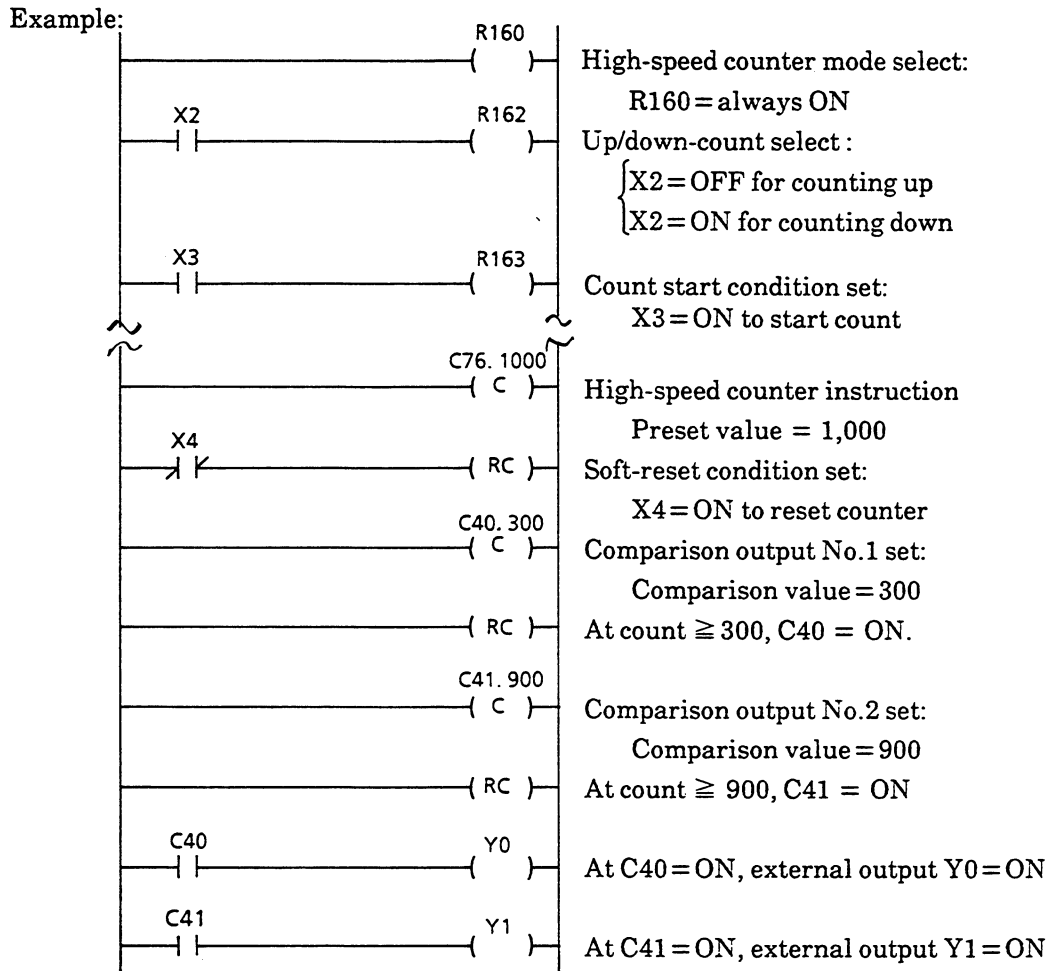 Example:
R160
High-speed counter mode select:
R160=always ON
X2
R162
Up/down-count select :
X2=OFF for counting up
X2=ON for counting down
X3
R163
Count start condition set:
X3=ON to start count
C76. 1000
C
High-speed counter instruction
Preset value = 1,000
X4
RC
Soft-reset condition set:
X4=ON to reset counter
C40. 300
C
Comparison output No.1 set:
Comparison value=300
RC
At count ≧300, C40 = ON.
C41. 900
C
Comparison output No.2 set:
Comparison value=900
RC
At count ≧ 900, C41 = ON
C40
Y0
At C40=ON, external output Y0=ON
C41
Y1
At C41=ON, external output Y1=ON